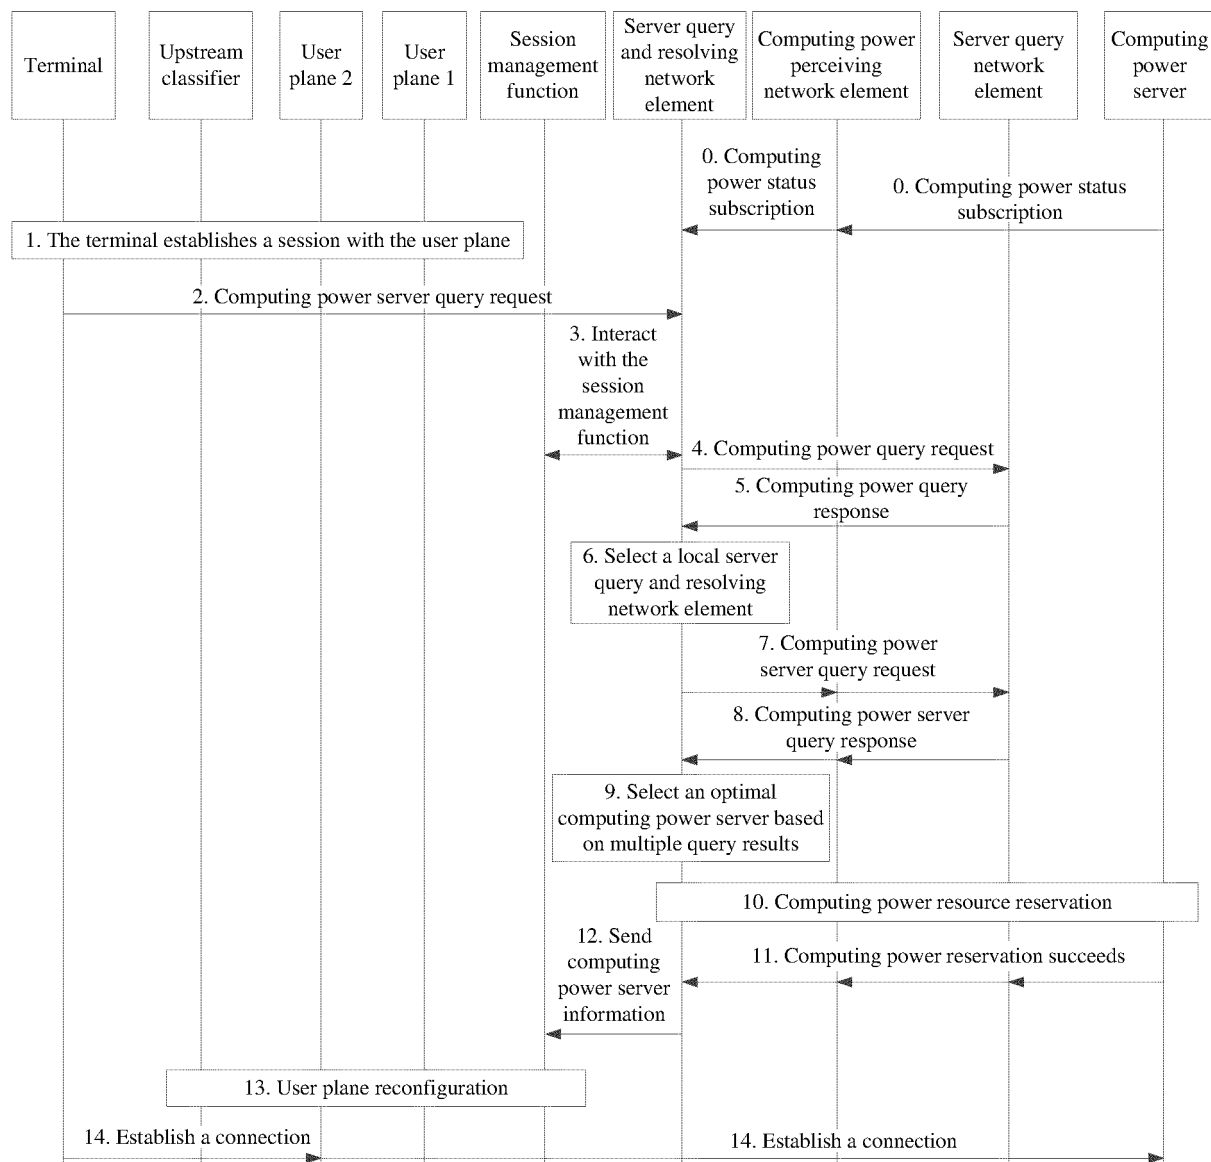 Terminal
Upstream
classifier
User
plane 2
User
plane 1
Session
management
function
Server query
and resolving
network
element
Computing power
perceiving
network element
Server query
network
element
Computing
power
server
0. Computing
power status
subscription
0. Computing power status
subscription
1. The terminal establishes a session with the user plane
2. Computing power server query request
3. Interact
with the
session
management
function
4. Computing power query request
5. Computing power query
response
6. Select a local server
query and resolving
network element
7. Computing power
server query request
8. Computing power server
query response
9. Select an optimal
computing power server based
on multiple query results
10. Computing power resource reservation
11. Computing power reservation succeeds
12. Send
computing
power server
information
13. User plane reconfiguration
14. Establish a connection
14. Establish a connection